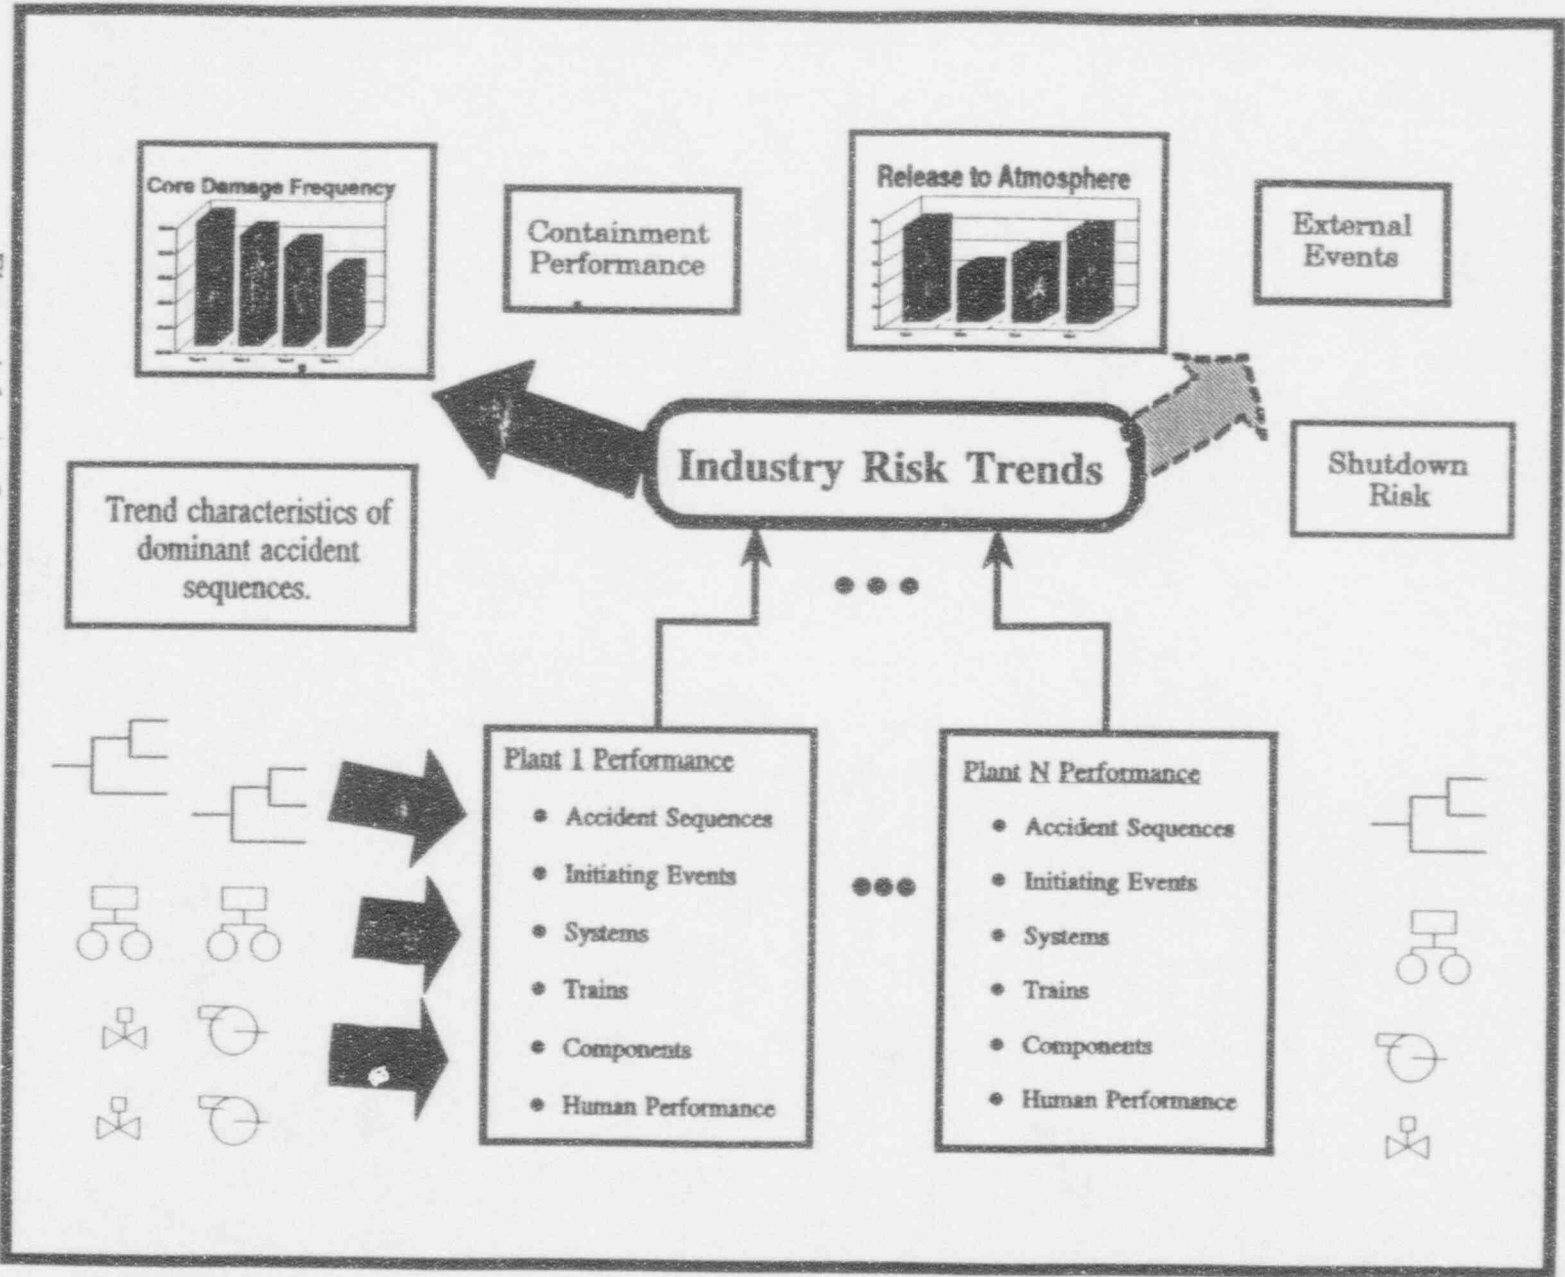 Core Damage Frequency
Containment
Performance
Release to Atmosphere
External
Events
Industry Risk Trends
Shutdown
Risk
Trend characteristics of
dominant accident
sequences.
Plant 1 Performance
• Accident Sequences
• Initiating Events
• Systems
• Trains
• Components
• Human Performance
Plant N Performance
• Accident Sequences
• Initiating Events
• Systems
• Trains
• Components
• Human Performance